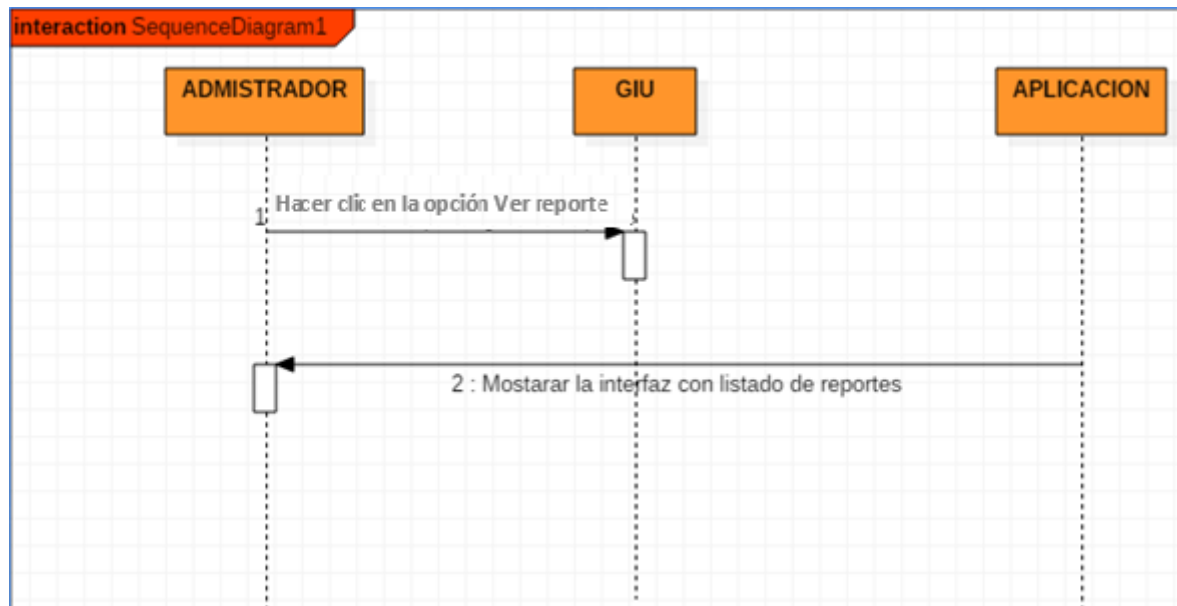 interaction SequenceDiagram1
ADMISTRADOR
GIU
APLICACION
1 Hacer clic en la opción Ver reporte
2 : Mostarar la interfaz con listado de reportes